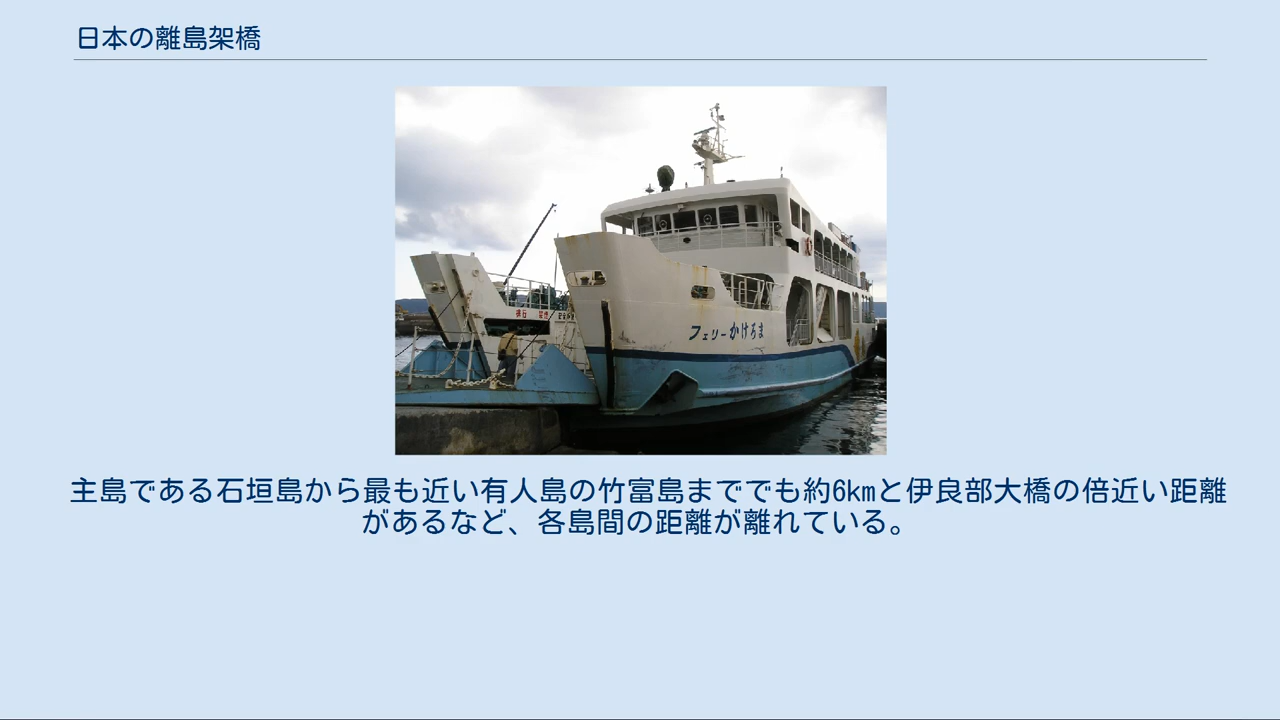 日本の離島架橋
フェリーかけろま
主島である石垣島から最も近い有人島の竹富島まででも約6kmと伊良部大橋の倍近い距離
があるなど、各島間の距離が離れている。